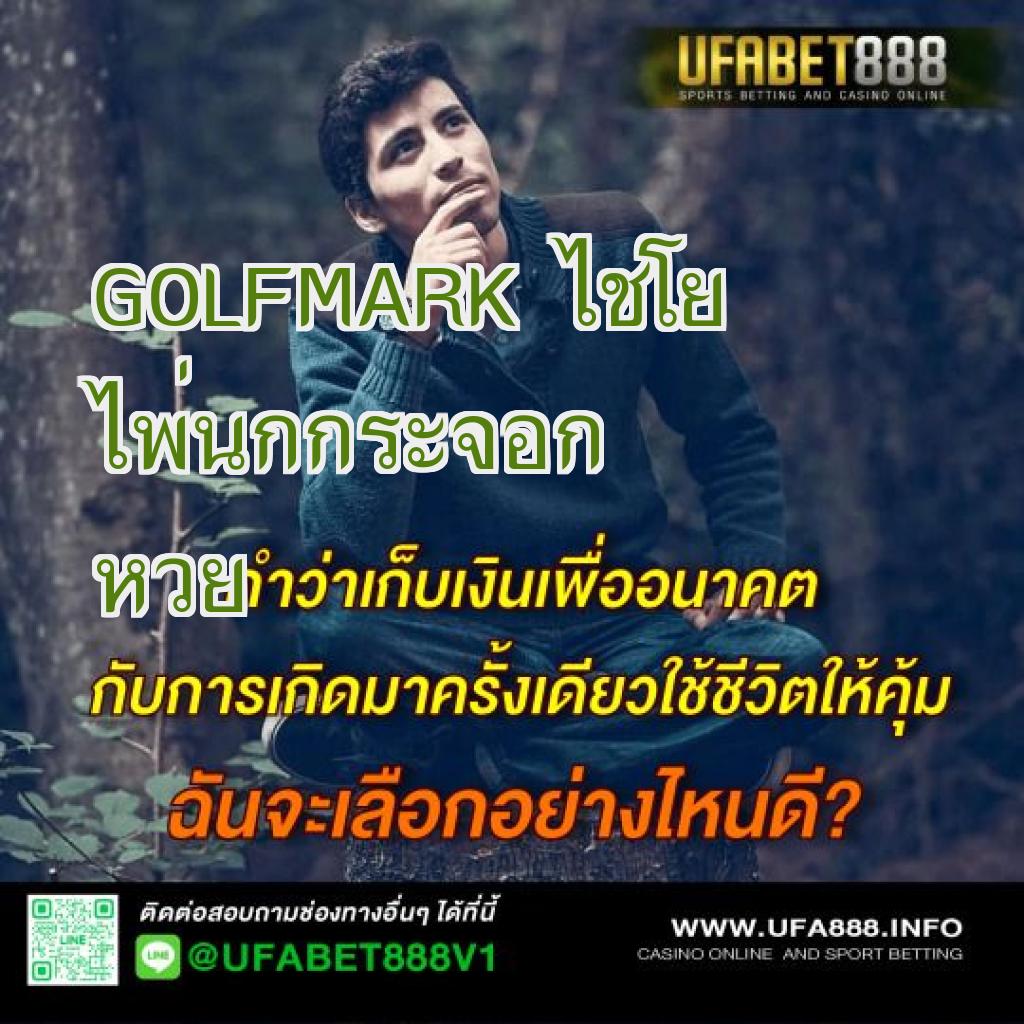 UFABET888
SPORTS BETTING AND CASINO ONLINE
GOLFMARK ไชโย
ไพ่นกกระจอก
หวย
คำว่าเก็บเงินเพื่ออนาคต
กับการเกิดมาครั้งเดียวใช้ชีวิตให้คุ้ม
ฉันจะเลือกอย่างไหนดี?
ติดต่อสอบถามช่องทางอื่นๆ ได้ที่นี้
LINE
LINE
@UFABET888V1
WWW.UFA888.INFO
CASINO ONLINE AND SPORT BETTING